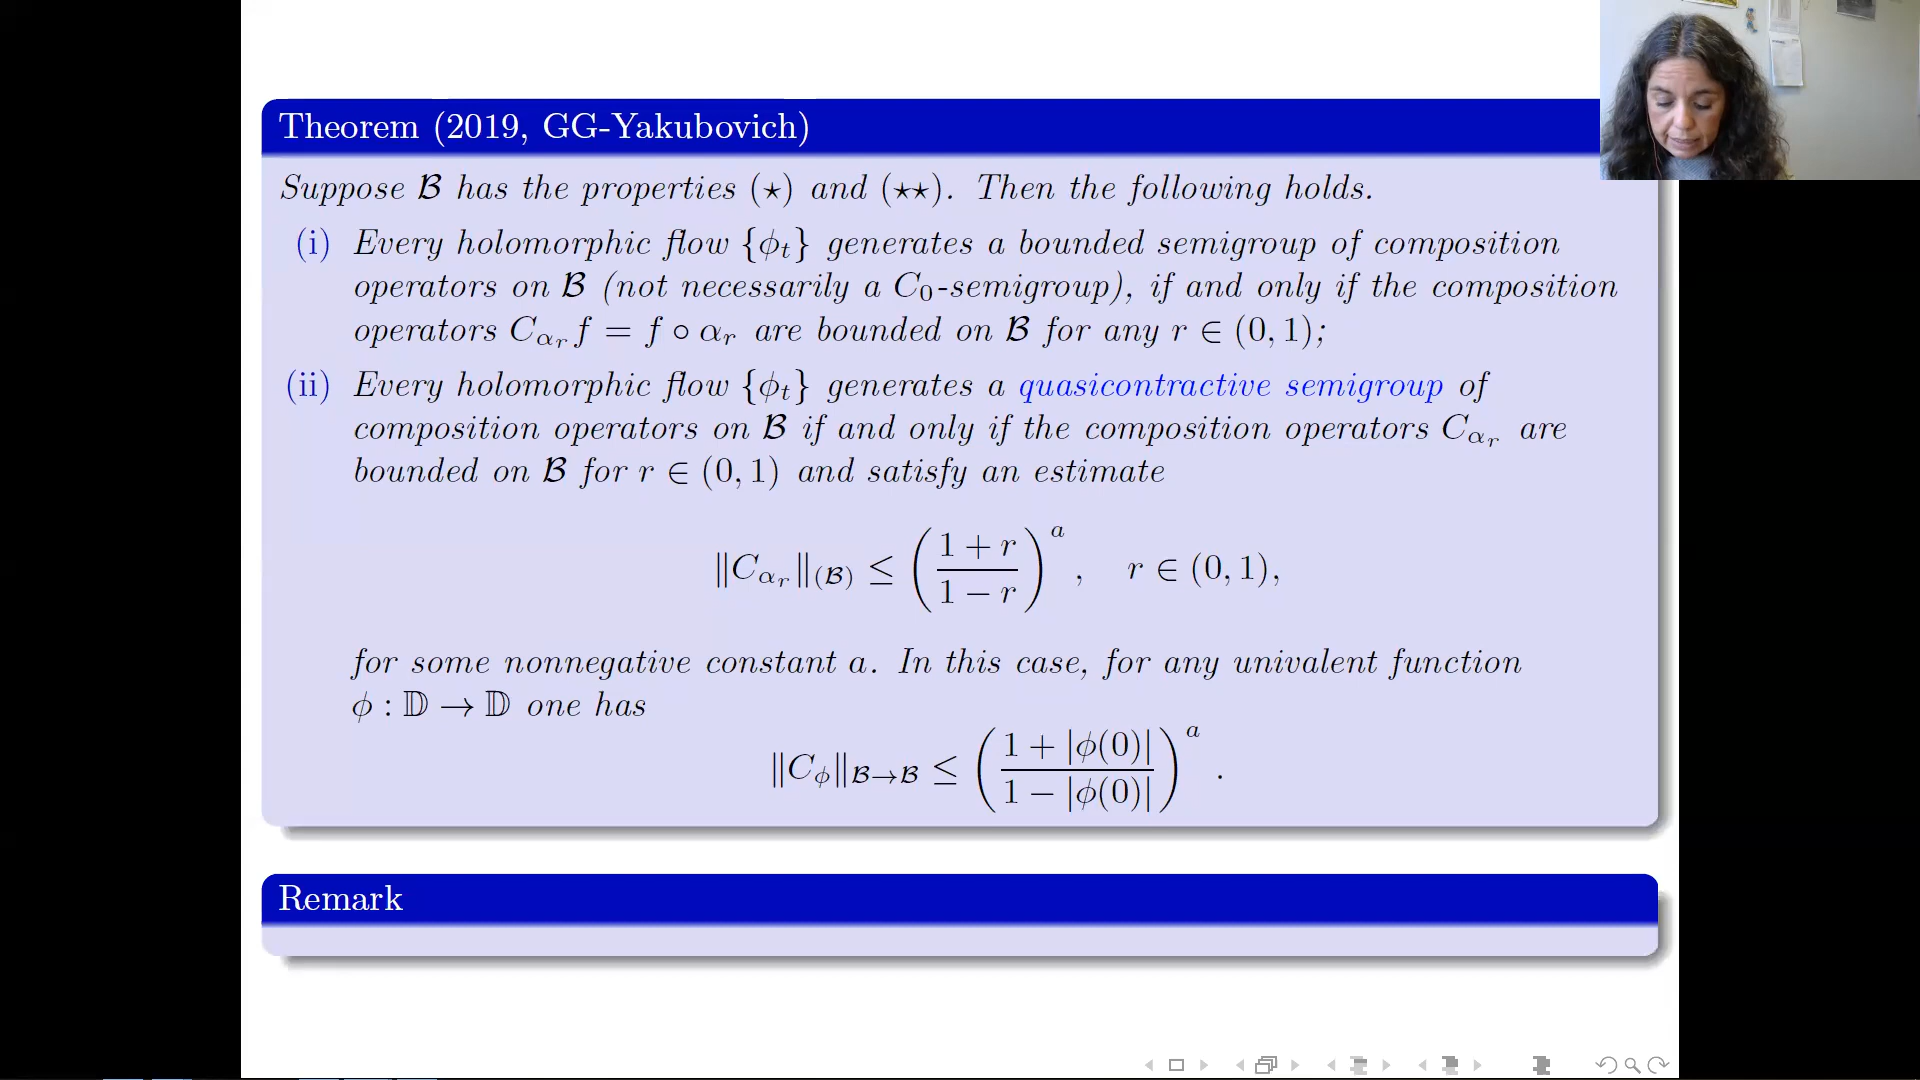 Theorem (2019, GG-Yakubovich)
Suppose 𝓑 has the properties (⋆) and (⋆⋆). Then the following holds.
(i) Every holomorphic flow {ϕ_t} generates a bounded semigroup of composition
operators on 𝓑 (not necessarily a C_0-semigroup), if and only if the composition
operators C_{α_r} f = f ∘ α_r are bounded on 𝓑 for any r ∈ (0, 1);
(ii) Every holomorphic flow {ϕ_t} generates a quasicontractive semigroup of
composition operators on 𝓑 if and only if the composition operators C_{α_r} are
bounded on 𝓑 for r ∈ (0, 1) and satisfy an estimate
‖C_{α_r}‖_{(𝓑)} ≤ ((1 + r)/(1 − r))^a, r ∈ (0, 1),
for some nonnegative constant a. In this case, for any univalent function
ϕ : 𝔻 → 𝔻 one has
‖C_ϕ‖_{𝓑→𝓑} ≤ ((1 + |ϕ(0)|)/(1 − |ϕ(0)|))^a.
Remark